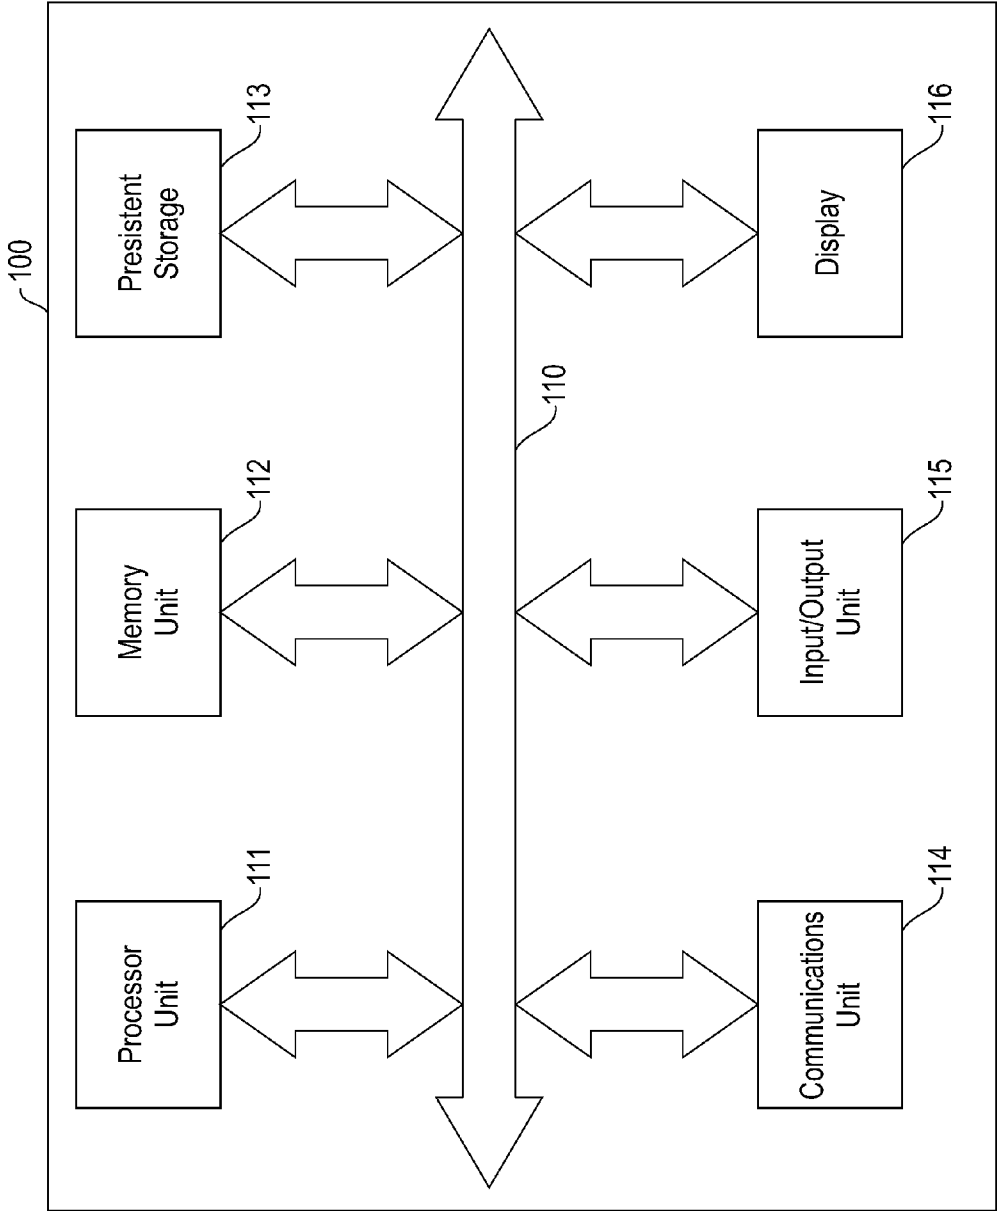 100
Processor
Unit
111
Memory
Unit
112
Presistent
Storage
113
110
Communications
Unit
114
Input/Output
Unit
115
Display
116